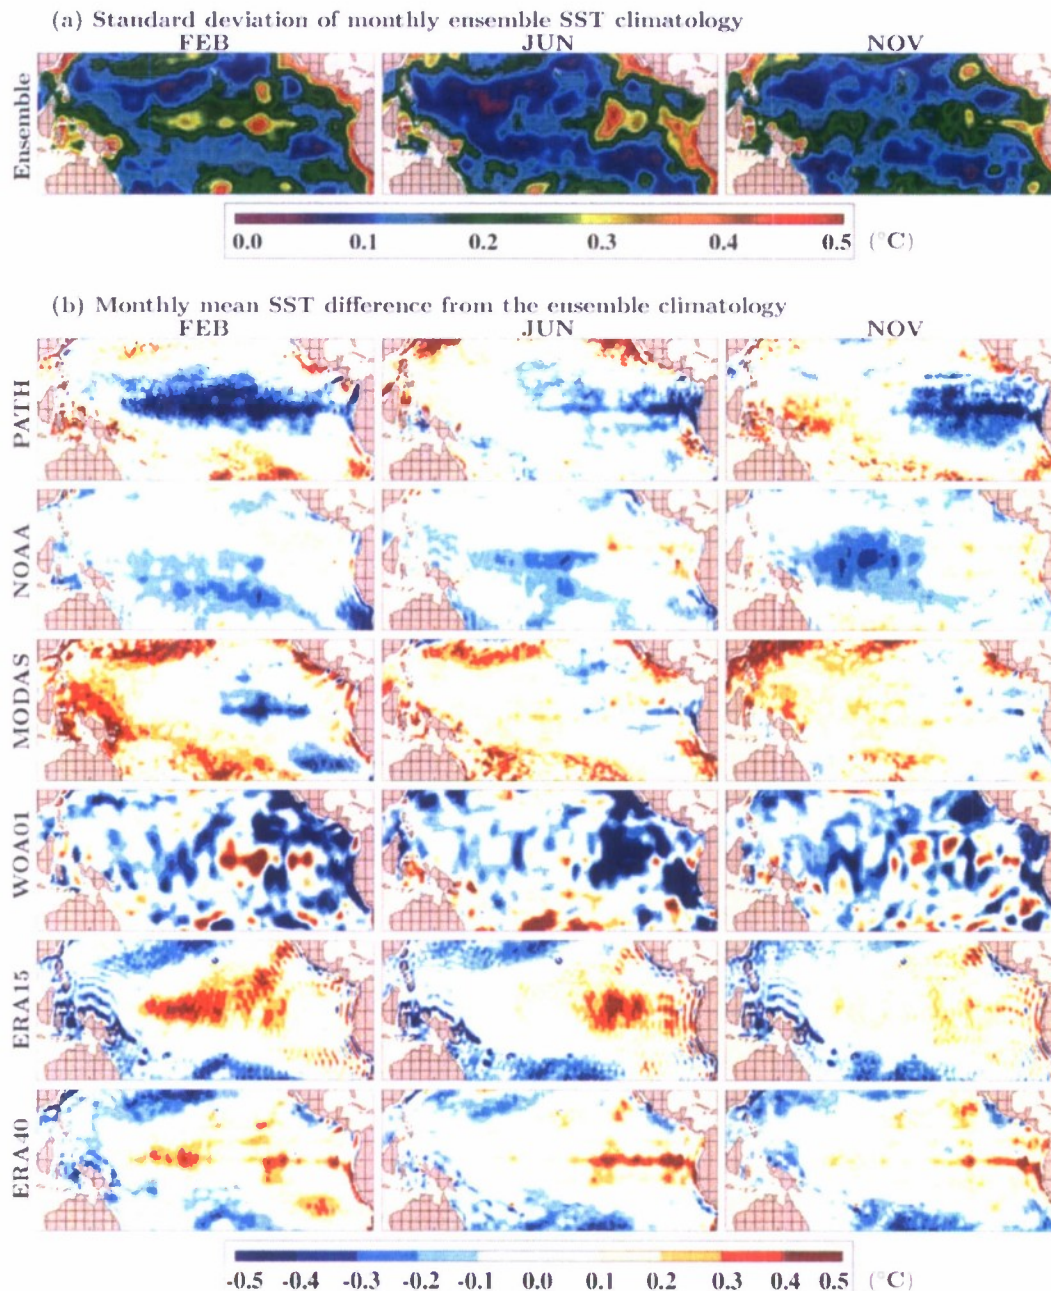 (a) Standard deviation of monthly ensemble SST climatology
FEB JUN NOV
Ensemble
0.0 0.1 0.2 0.3 0.4 0.5 (°C)
(b) Monthly mean SST difference from the ensemble climatology
FEB JUN NOV
PATH
NOAA
MODAS
WOA01
ERA15
ERA40
-0.5 -0.4 -0.3 -0.2 -0.1 0.0 0.1 0.2 0.3 0.4 0.5 (°C)